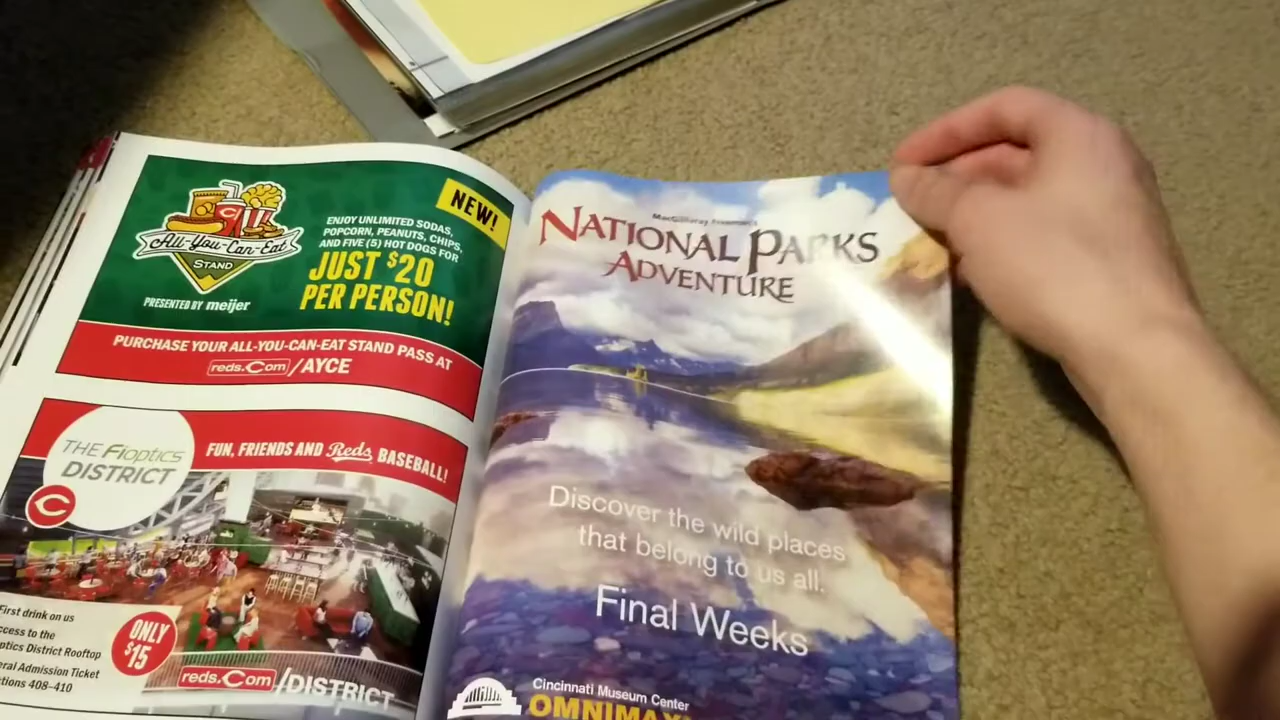 All-You-Can-Eat
STAND
PRESENTED BY meijer
NEW!
ENJOY UNLIMITED SODAS,
POPCORN, PEANUTS, CHIPS,
AND FIVE (5) HOT DOGS FOR
JUST $20
PER PERSON!
PURCHASE YOUR ALL-YOU-CAN-EAT STAND PASS AT
reds.Com/AYCE
THE Fioptics
DISTRICT
C
FUN, FRIENDS AND Reds BASEBALL!
First drink on us
to the
District Rooftop
Admission Ticket
408–410
ONLY
$15
reds.Com/DISTRICT
MacGillivray Freeman's
NATIONAL PARKS
ADVENTURE
Discover the wild places
that belong to us all.
Final Weeks
Cincinnati Museum Center
OMNIMAX